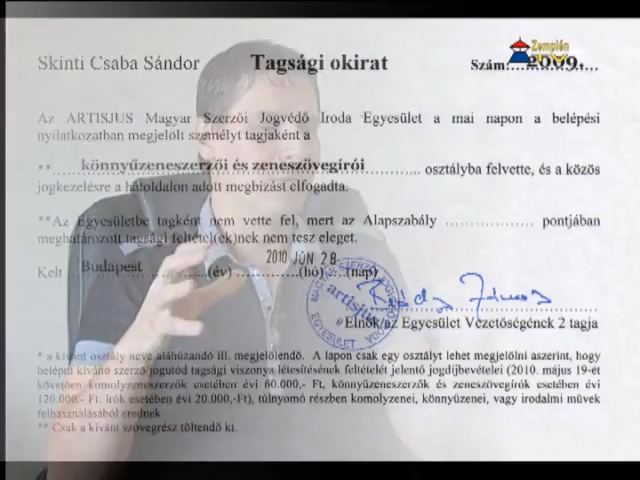 Zemplén
TV
Skinti Csaba Sándor Tagsági okirat Szám:....2009.....
Az ARTISJUS Magyar Szerzői Jogvédő Iroda Egyesület a mai napon a belépési
nyilatkozatban megjelölt személyt tagjaként a
** könnyűzeneszerzői és zeneszövegírói osztályba felvette, és a közös
jogkezelésre a hátoldalon adott megbízást elfogadta.
**Az Egyesületbe tagként nem vette fel, mert az Alapszabály .................. pontjában
meghatározott tagsági feltétel(ek)nek nem tesz eleget.
Kelt Budapest (év) 2010 JÚN 28. (hó) (nap)
artisjus
EGYESÜLET
Elnök/az Egyesület Vezetőségének 2 tagja
* a kívánt osztály neve aláhúzandó ill. megjelölendő. A lapon csak egy osztályt lehet megjelölni aszerint, hogy
belépni kívánó szerző jogutód tagsági viszonya létesítésének feltételét jelentő jogdíjbevételei (2010. május 19-ét
követően komolyzeneszerzők esetében évi 60.000,- Ft, könnyűzeneszerzők és zeneszövegírók esetében évi
120.000,- Ft. írók esetében évi 20.000,-Ft), túlnyomó részben komolyzenei, könnyűzenei, vagy irodalmi művek
felhasználásából erednek
** Csak a kívánt szövegrész töltendő ki.